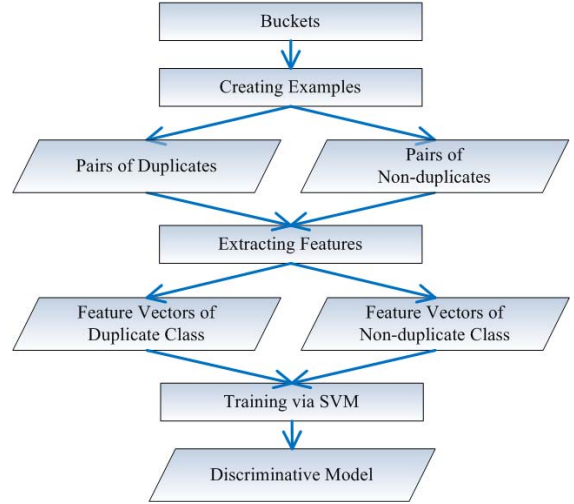 Buckets
Creating Examples
Pairs of Duplicates
Pairs of
Non-duplicates
Extracting Features
Feature Vectors of
Duplicate Class
Feature Vectors of
Non-duplicate Class
Training via SVM
Discriminative Model